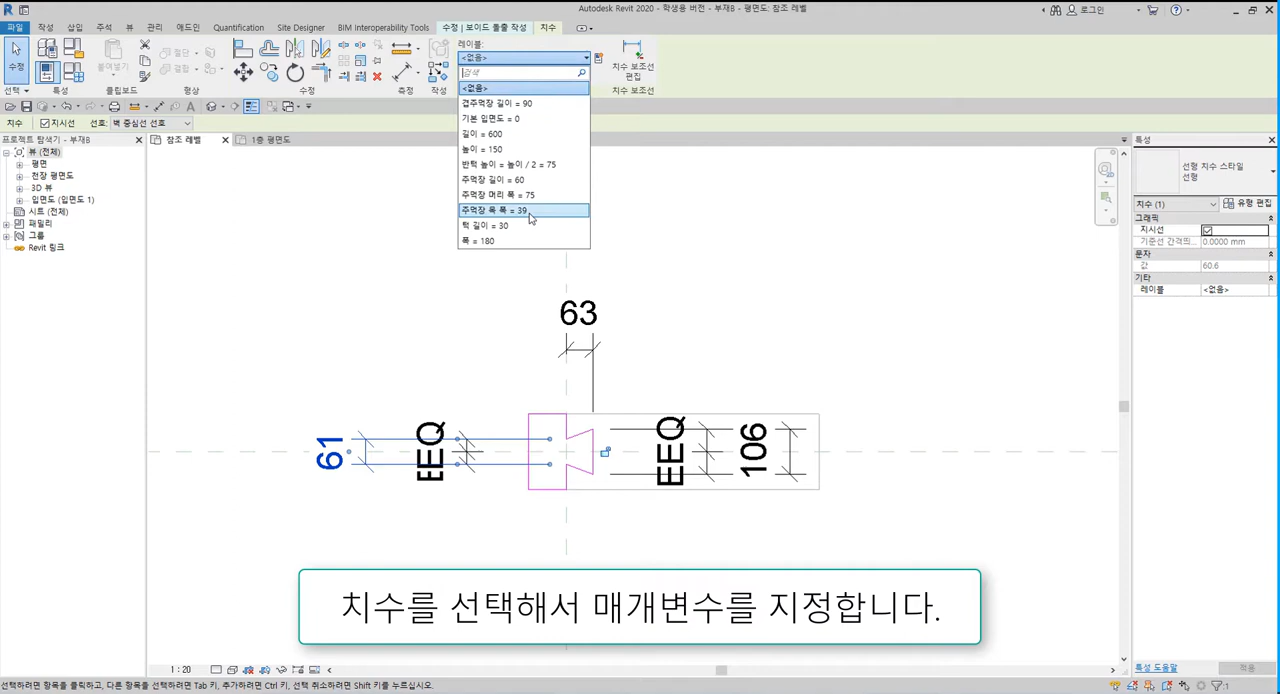 Autodesk Revit 2020 - 학생용 버전 - 부재B - 평면도: 참조 레벨
로그인
파일 작성 삽입 주석 뷰 관리 애드인 Quantification Site Designer BIM Interoperability Tools 수정 | 보이드 돌출 작성 치수
수정
붙여넣기
절단
결합
레이블:
<없음>
치수 보조선
편집
선택 특성 클립보드 형상 수정 측정 작성 치수 보조선
검색
<없음>
겹주먹장 길이 = 90
기본 입면도 = 0
길이 = 600
높이 = 150
반턱 높이 = 높이 / 2 = 75
주먹장 길이 = 60
주먹장 머리 폭 = 75
주먹장 목 폭 = 39
턱 길이 = 30
폭 = 180
치수 지시선 선호: 벽 중심선 선호
프로젝트 탐색기 - 부재B
참조 레벨
1층 평면도
특성
뷰 (전체)
평면
천장 평면도
3D 뷰
입면도 (입면도 1)
시트 (전체)
패밀리
그룹
Revit 링크
선형 치수 스타일
선형
치수 (1)
유형 편집
그래픽
지시선
기준선 간격띄... 0.0000 mm
문자
값 60.6
기타
레이블 <없음>
63
61
EEQ
EEQ
106
치수를 선택해서 매개변수를 지정합니다.
1 : 20
특성 도움말
적용
선택하려면 항목을 클릭하고, 다른 항목을 선택하려면 Tab 키, 추가하려면 Ctrl 키, 선택 취소하려면 Shift 키를 누르십시오.
:1